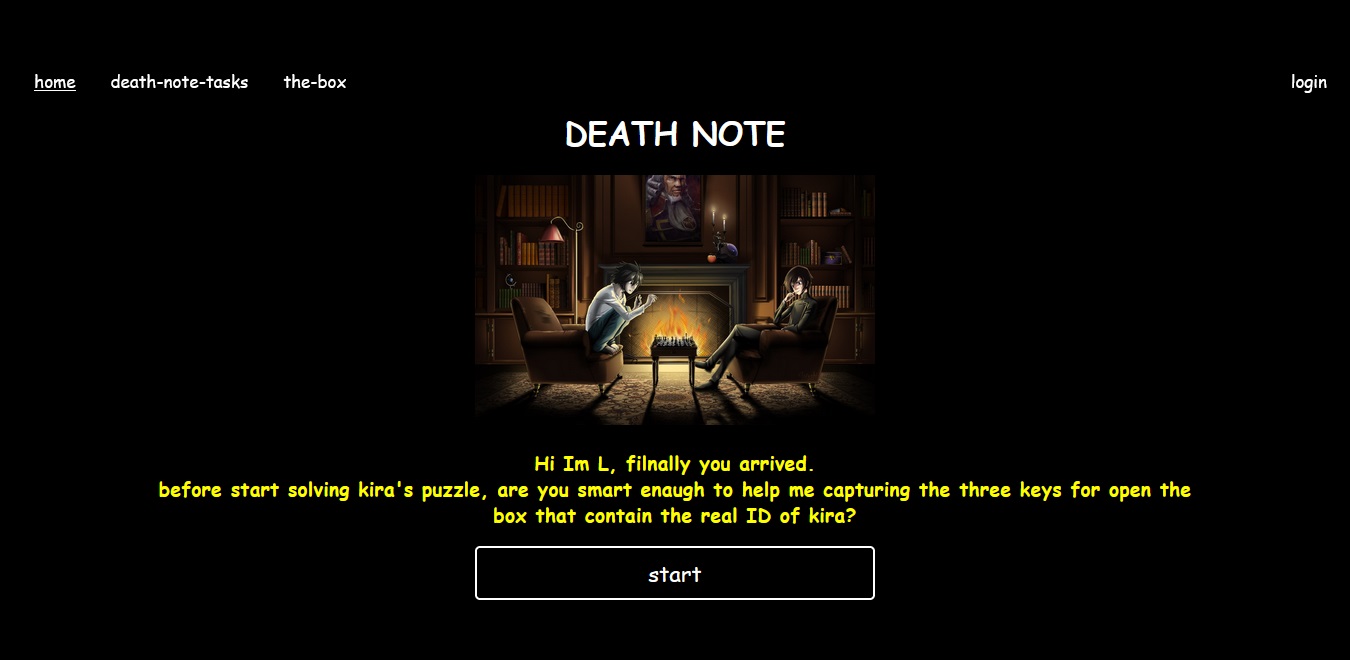 home death-note-tasks the-box login
DEATH NOTE
Hi Im L, filnally you arrived.
before start solving kira's puzzle, are you smart enaugh to help me capturing the three keys for open the
box that contain the real ID of kira?
start